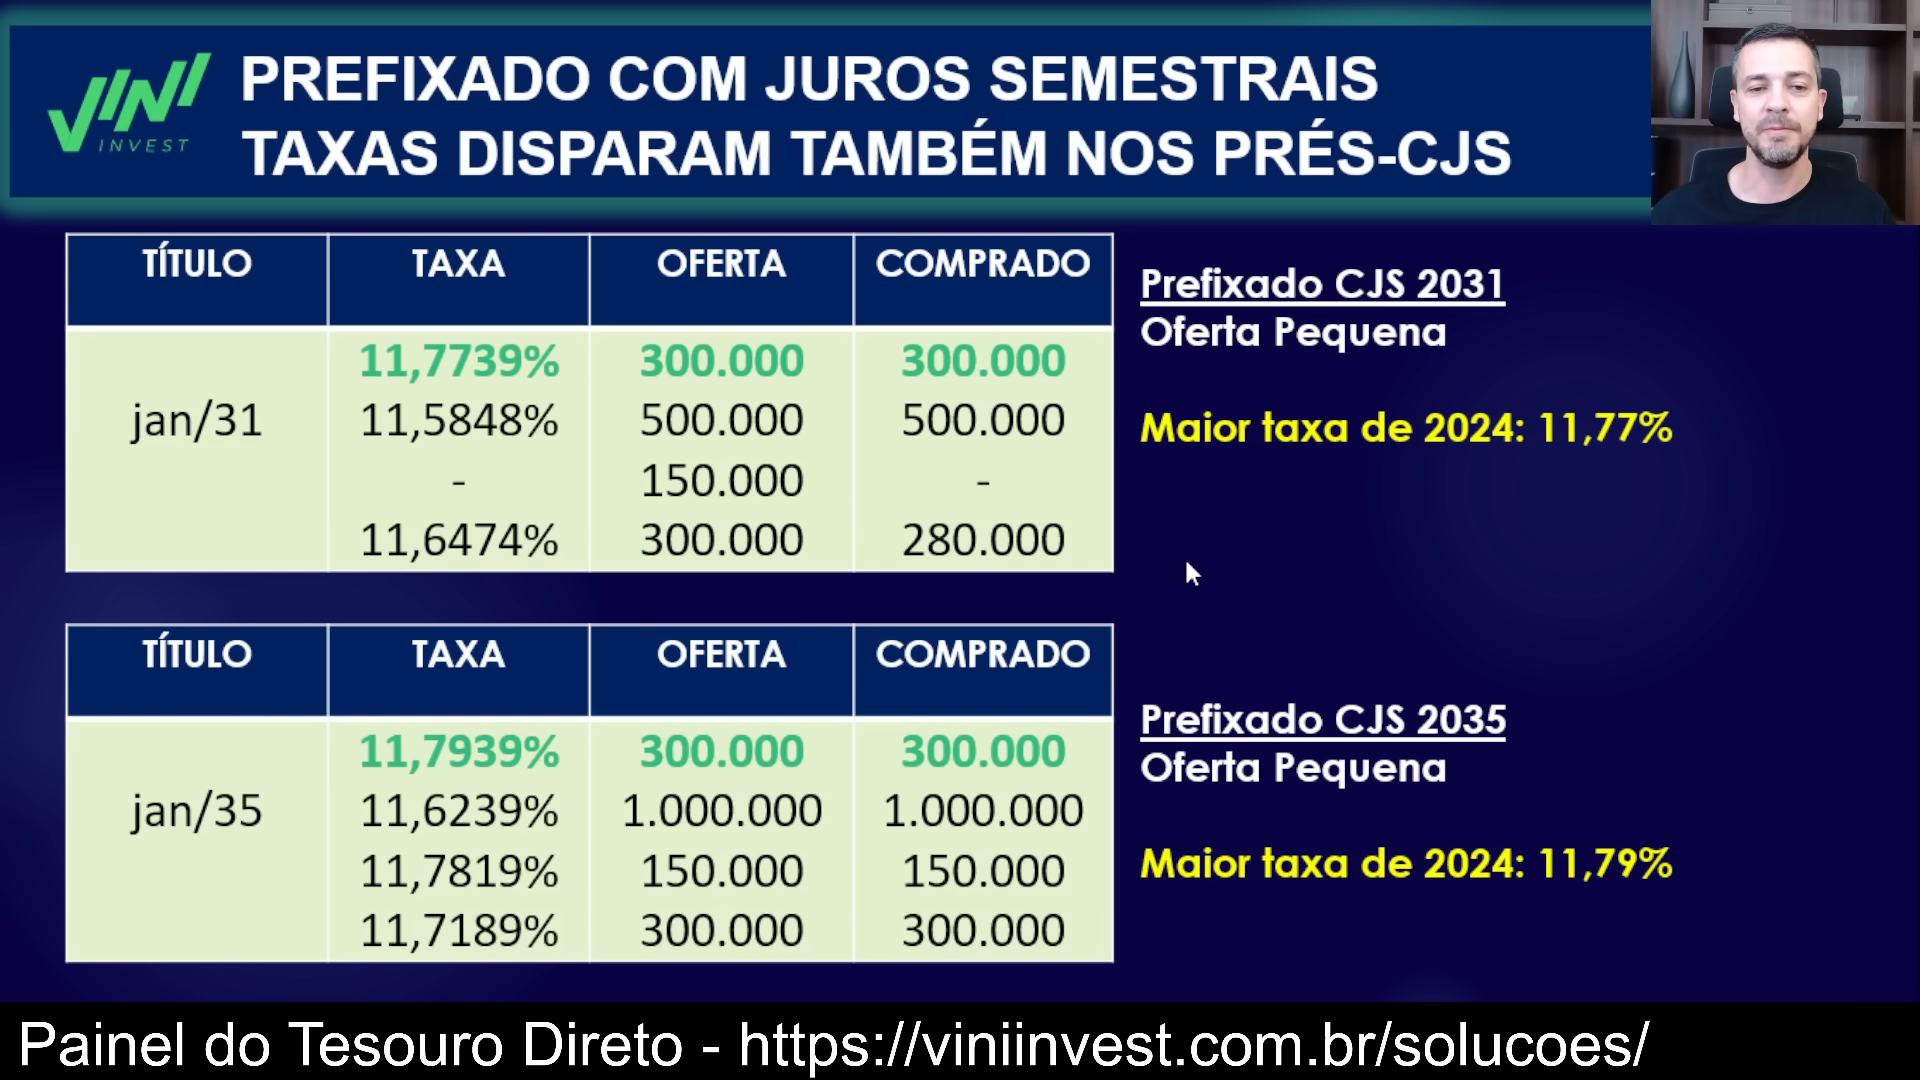 VINI
INVEST
PREFIXADO COM JUROS SEMESTRAIS
TAXAS DISPARAM TAMBÉM NOS PRÉS-CJS
TÍTULO TAXA OFERTA COMPRADO
11,7739% 300.000 300.000
jan/31 11,5848% 500.000 500.000
- 150.000 -
11,6474% 300.000 280.000
Prefixado CJS 2031
Oferta Pequena
Maior taxa de 2024: 11,77%
TÍTULO TAXA OFERTA COMPRADO
11,7939% 300.000 300.000
jan/35 11,6239% 1.000.000 1.000.000
11,7819% 150.000 150.000
11,7189% 300.000 300.000
Prefixado CJS 2035
Oferta Pequena
Maior taxa de 2024: 11,79%
Painel do Tesouro Direto - https://viniinvest.com.br/solucoes/